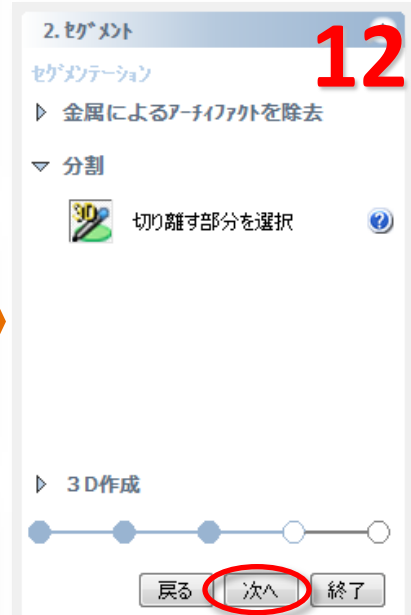 12
2. ｾｸﾞﾒﾝﾄ
ｾｸﾞﾒﾝﾃｰｼｮﾝ
金属によるｱｰﾁｨﾌｧｸﾄを除去
分割
3D
切り離す部分を選択
?
３D作成
戻る
次へ
終了